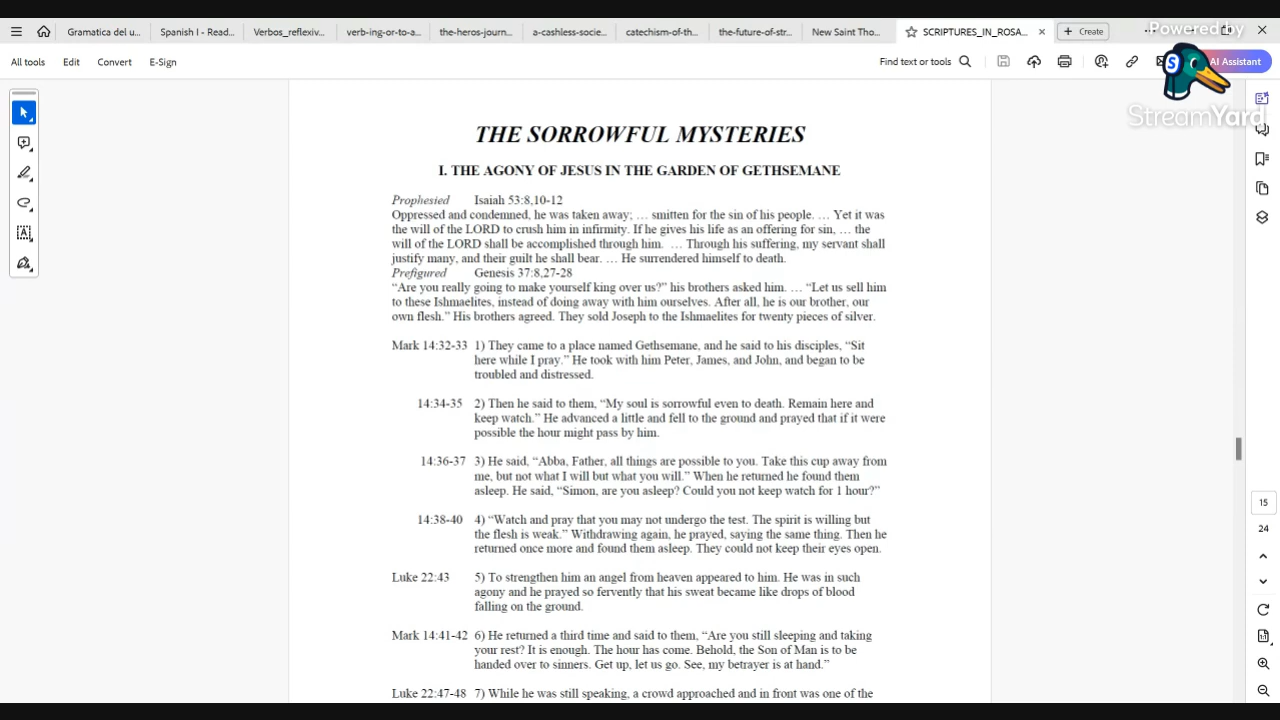 Powered by
Gramatica del u...
Spanish I - Read...
Verbos_reflexiv...
verb-ing-or-to-a...
the-heros-journ...
a-cashless-socie...
catechism-of-th...
the-future-of-str...
New Saint Tho...
SCRIPTURES_IN_ROSA...
Create
All tools
Edit
Convert
E-Sign
Find text or tools
AI Assistant
StreamYard
THE SORROWFUL MYSTERIES
I. THE AGONY OF JESUS IN THE GARDEN OF GETHSEMANE
Prophesied Isaiah 53:8,10-12
Oppressed and condemned, he was taken away; … smitten for the sin of his people. … Yet it was
the will of the LORD to crush him in infirmity. If he gives his life as an offering for sin, … the
will of the LORD shall be accomplished through him. … Through his suffering, my servant shall
justify many, and their guilt he shall bear. … He surrendered himself to death.
Prefigured Genesis 37:8,27-28
“Are you really going to make yourself king over us?” his brothers asked him. … “Let us sell him
to these Ishmaelites, instead of doing away with him ourselves. After all, he is our brother, our
own flesh.” His brothers agreed. They sold Joseph to the Ishmaelites for twenty pieces of silver.
Mark 14:32-33 1) They came to a place named Gethsemane, and he said to his disciples, “Sit
here while I pray.” He took with him Peter, James, and John, and began to be
troubled and distressed.
14:34-35 2) Then he said to them, “My soul is sorrowful even to death. Remain here and
keep watch.” He advanced a little and fell to the ground and prayed that if it were
possible the hour might pass by him.
14:36-37 3) He said, “Abba, Father, all things are possible to you. Take this cup away from
me, but not what I will but what you will.” When he returned he found them
asleep. He said, “Simon, are you asleep? Could you not keep watch for 1 hour?”
14:38-40 4) “Watch and pray that you may not undergo the test. The spirit is willing but
the flesh is weak.” Withdrawing again, he prayed, saying the same thing. Then he
returned once more and found them asleep. They could not keep their eyes open.
Luke 22:43 5) To strengthen him an angel from heaven appeared to him. He was in such
agony and he prayed so fervently that his sweat became like drops of blood
falling on the ground.
Mark 14:41-42 6) He returned a third time and said to them, “Are you still sleeping and taking
your rest? It is enough. The hour has come. Behold, the Son of Man is to be
handed over to sinners. Get up, let us go. See, my betrayer is at hand.”
Luke 22:47-48 7) While he was still speaking, a crowd approached and in front was one of the
15
24